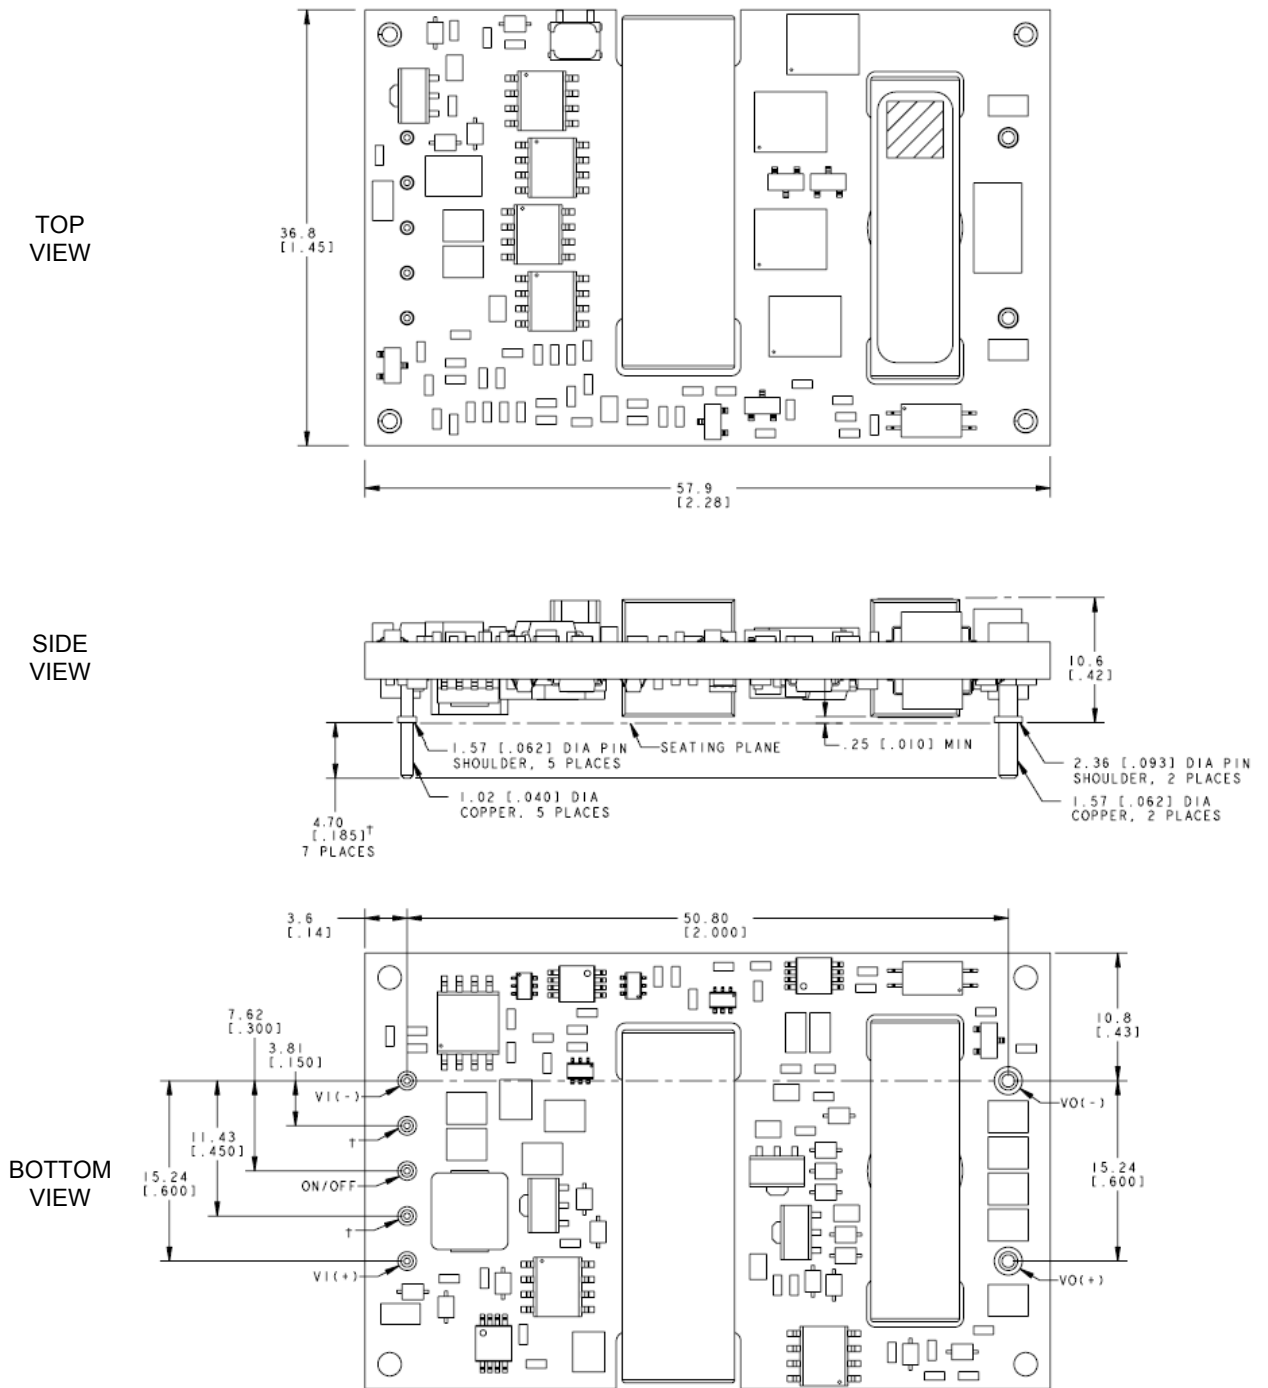 TOP
VIEW
36.8
[1.45]
57.9
[2.28]
SIDE
VIEW
10.6
[.42]
1.57 [.062] DIA PIN
SHOULDER, 5 PLACES
SEATING PLANE
.25 [.010] MIN
2.36 [.093] DIA PIN
SHOULDER, 2 PLACES
1.02 [.040] DIA
COPPER, 5 PLACES
1.57 [.062] DIA
COPPER, 2 PLACES
4.70
[.185]†
7 PLACES
3.6
[.14]
50.80
[2.000]
7.62
[.300]
3.81
[.150]
10.8
[.43]
VI(-)
VO(-)
†
11.43
[.450]
BOTTOM
VIEW
15.24
[.600]
ON/OFF
15.24
[.600]
†
VI(+)
VO(+)